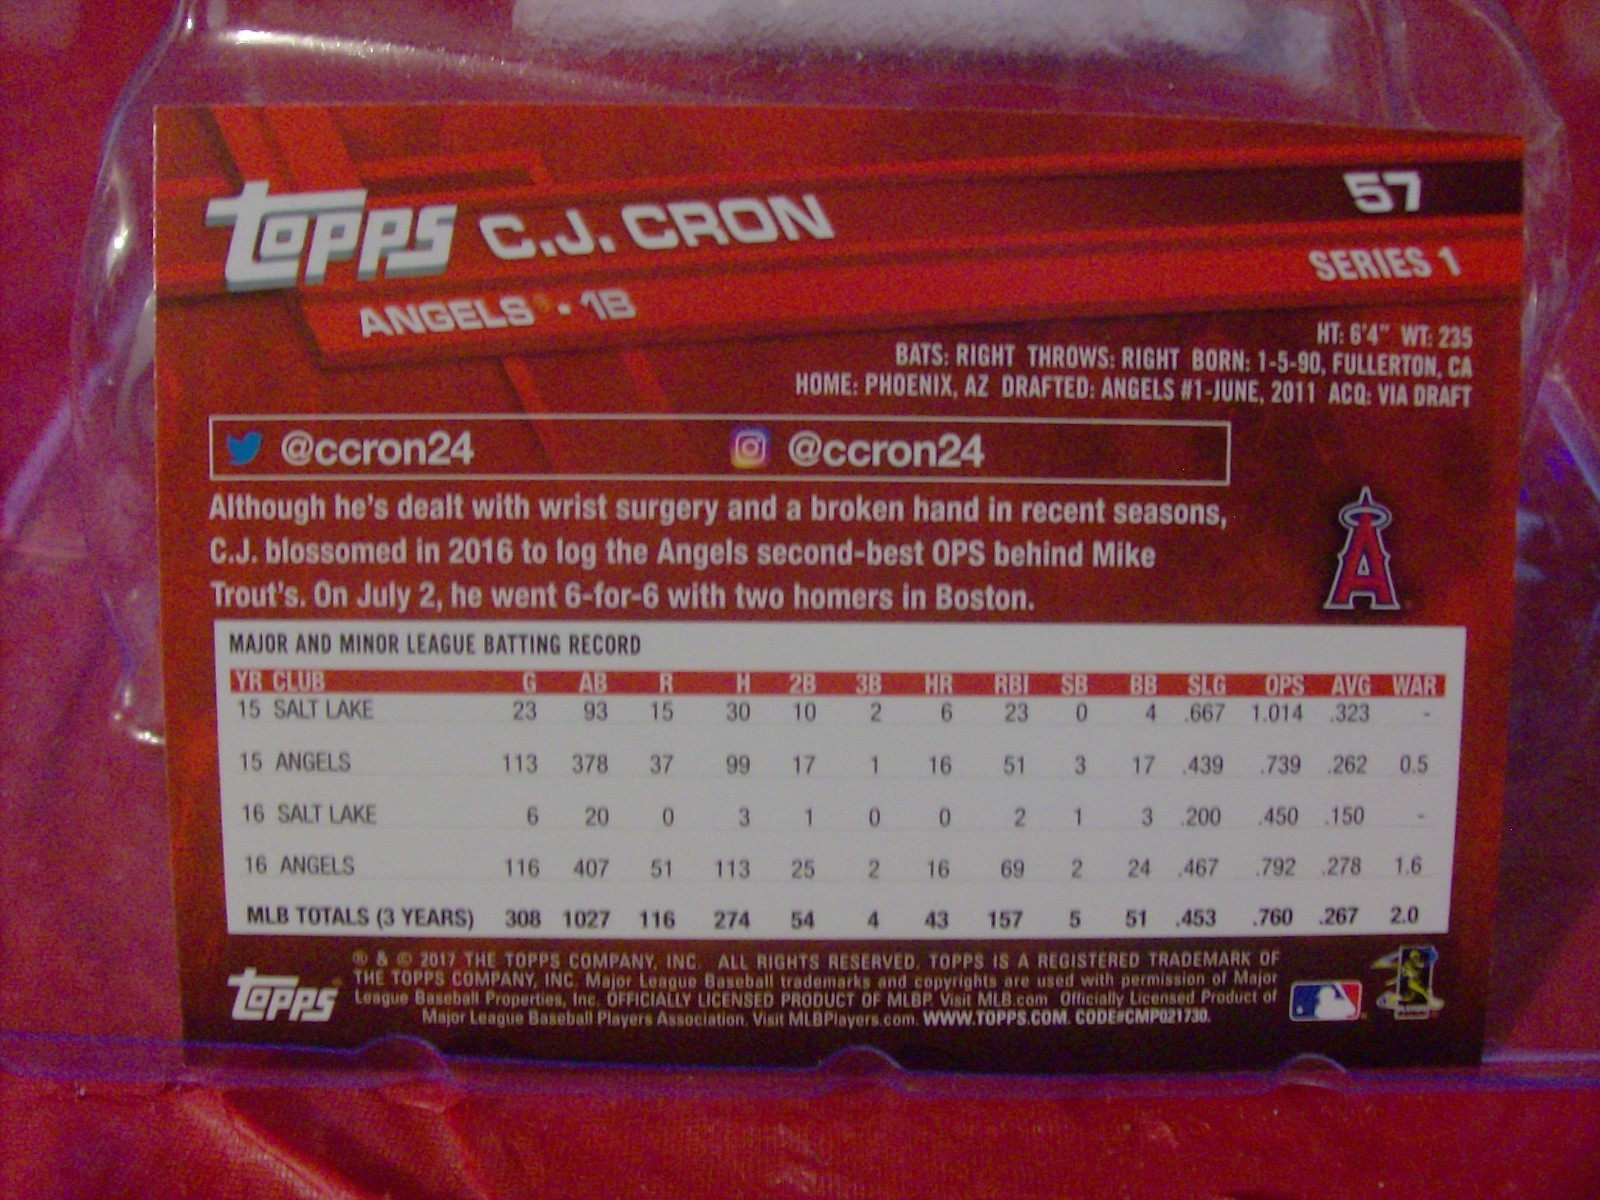 topps C.J. CRON 57
ANGELS - 1B SERIES 1
HT: 6'4" WT: 235
BATS: RIGHT THROWS: RIGHT BORN: 1-5-90, FULLERTON, CA
HOME: PHOENIX, AZ DRAFTED: ANGELS #1-JUNE, 2011 ACQ: VIA DRAFT
@ccron24 @ccron24
Although he's dealt with wrist surgery and a broken hand in recent seasons,
C.J. blossomed in 2016 to log the Angels second-best OPS behind Mike
Trout's. On July 2, he went 6-for-6 with two homers in Boston.
A
MAJOR AND MINOR LEAGUE BATTING RECORD
YR CLUB G AB R H 2B 3B HR RBI SB BB SLG OPS AVG WAR
15 SALT LAKE 23 93 15 30 10 2 6 23 0 4 .667 1.014 .323 -
15 ANGELS 113 378 37 99 17 1 16 51 3 17 .439 .739 .262 0.5
16 SALT LAKE 6 20 0 3 1 0 0 2 1 3 .200 .450 .150 -
16 ANGELS 116 407 51 113 25 2 16 69 2 24 .467 .792 .278 1.6
MLB TOTALS (3 YEARS) 308 1027 116 274 54 4 43 157 5 51 .453 .760 .267 2.0
® & © 2017 THE TOPPS COMPANY, INC. ALL RIGHTS RESERVED. TOPPS IS A REGISTERED TRADEMARK OF
THE TOPPS COMPANY, INC. Major League Baseball trademarks and copyrights are used with permission of Major
League Baseball Properties, Inc. OFFICIALLY LICENSED PRODUCT OF MLBP. Visit MLB.com Officially Licensed Product of
Major League Baseball Players Association. Visit MLBPlayers.com. WWW.TOPPS.COM. CODE#CMP021730.
topps